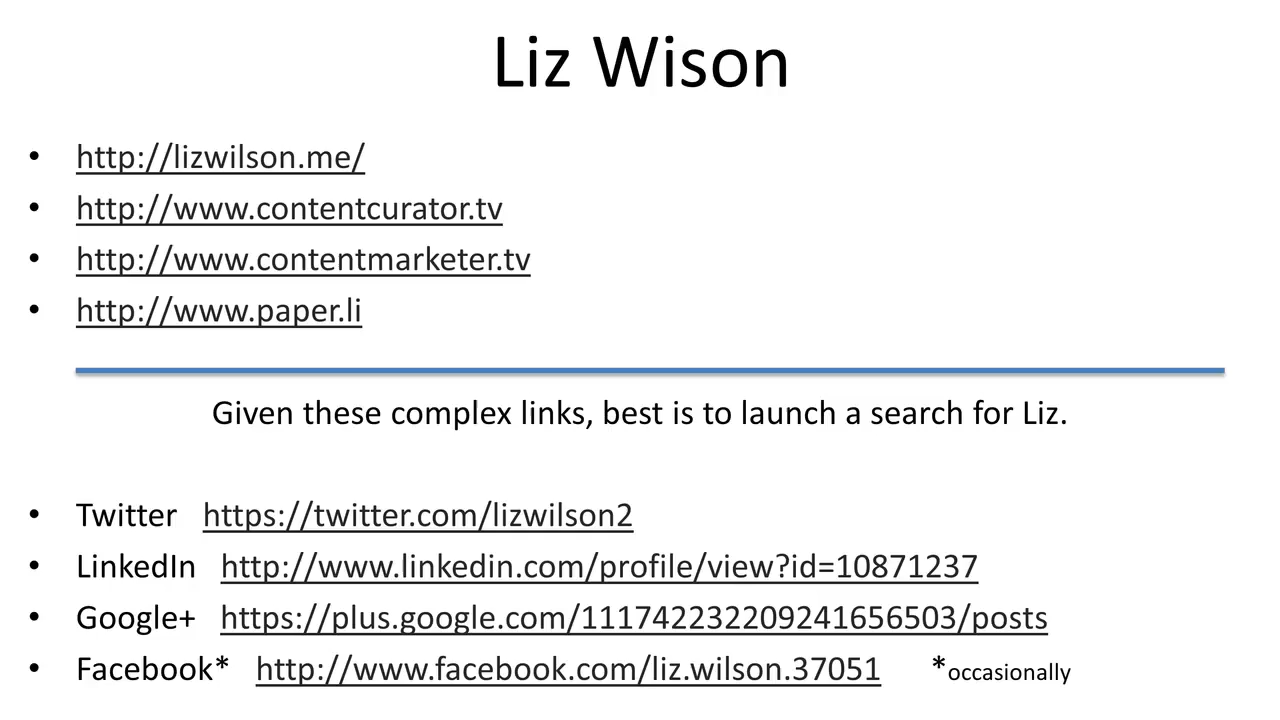 Liz Wison
• http://lizwilson.me/
• http://www.contentcurator.tv
• http://www.contentmarketer.tv
• http://www.paper.li
Given these complex links, best is to launch a search for Liz.
• Twitter https://twitter.com/lizwilson2
• LinkedIn http://www.linkedin.com/profile/view?id=10871237
• Google+ https://plus.google.com/111742232209241656503/posts
• Facebook* http://www.facebook.com/liz.wilson.37051 *occasionally